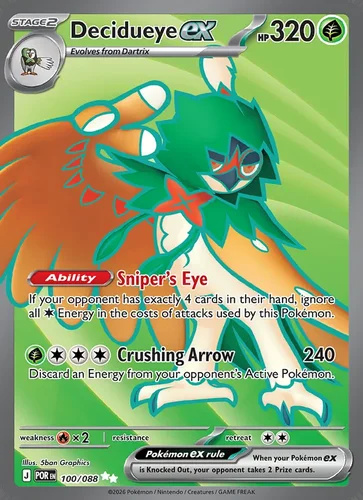 STAGE2
Decidueye ex
HP 320
Evolves from Dartrix
Ability Sniper's Eye
If your opponent has exactly 4 cards in their hand, ignore
all Energy in the costs of attacks used by this Pokémon.
Crushing Arrow 240
Discard an Energy from your opponent's Active Pokémon.
weakness ×2 resistance retreat
Pokémon ex rule When your Pokémon ex
is Knocked Out, your opponent takes 2 Prize cards.
Illus. 5ban Graphics
J POR EN 100/088
©2026 Pokémon / Nintendo / Creatures / GAME FREAK